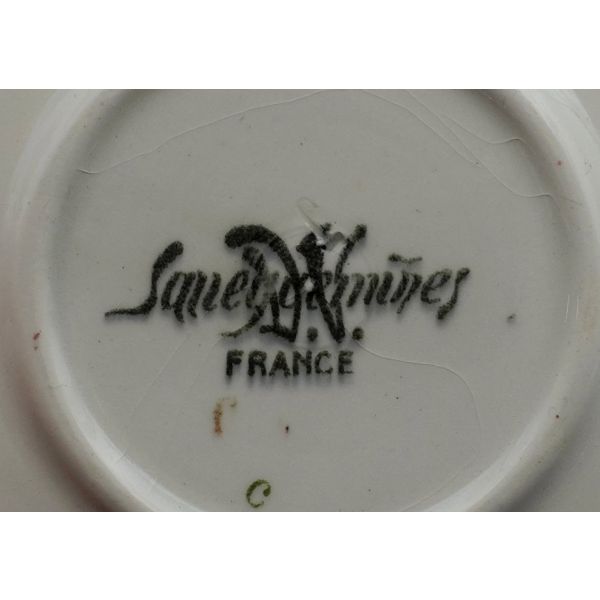 Sarreguemines
D.V.
FRANCE
C